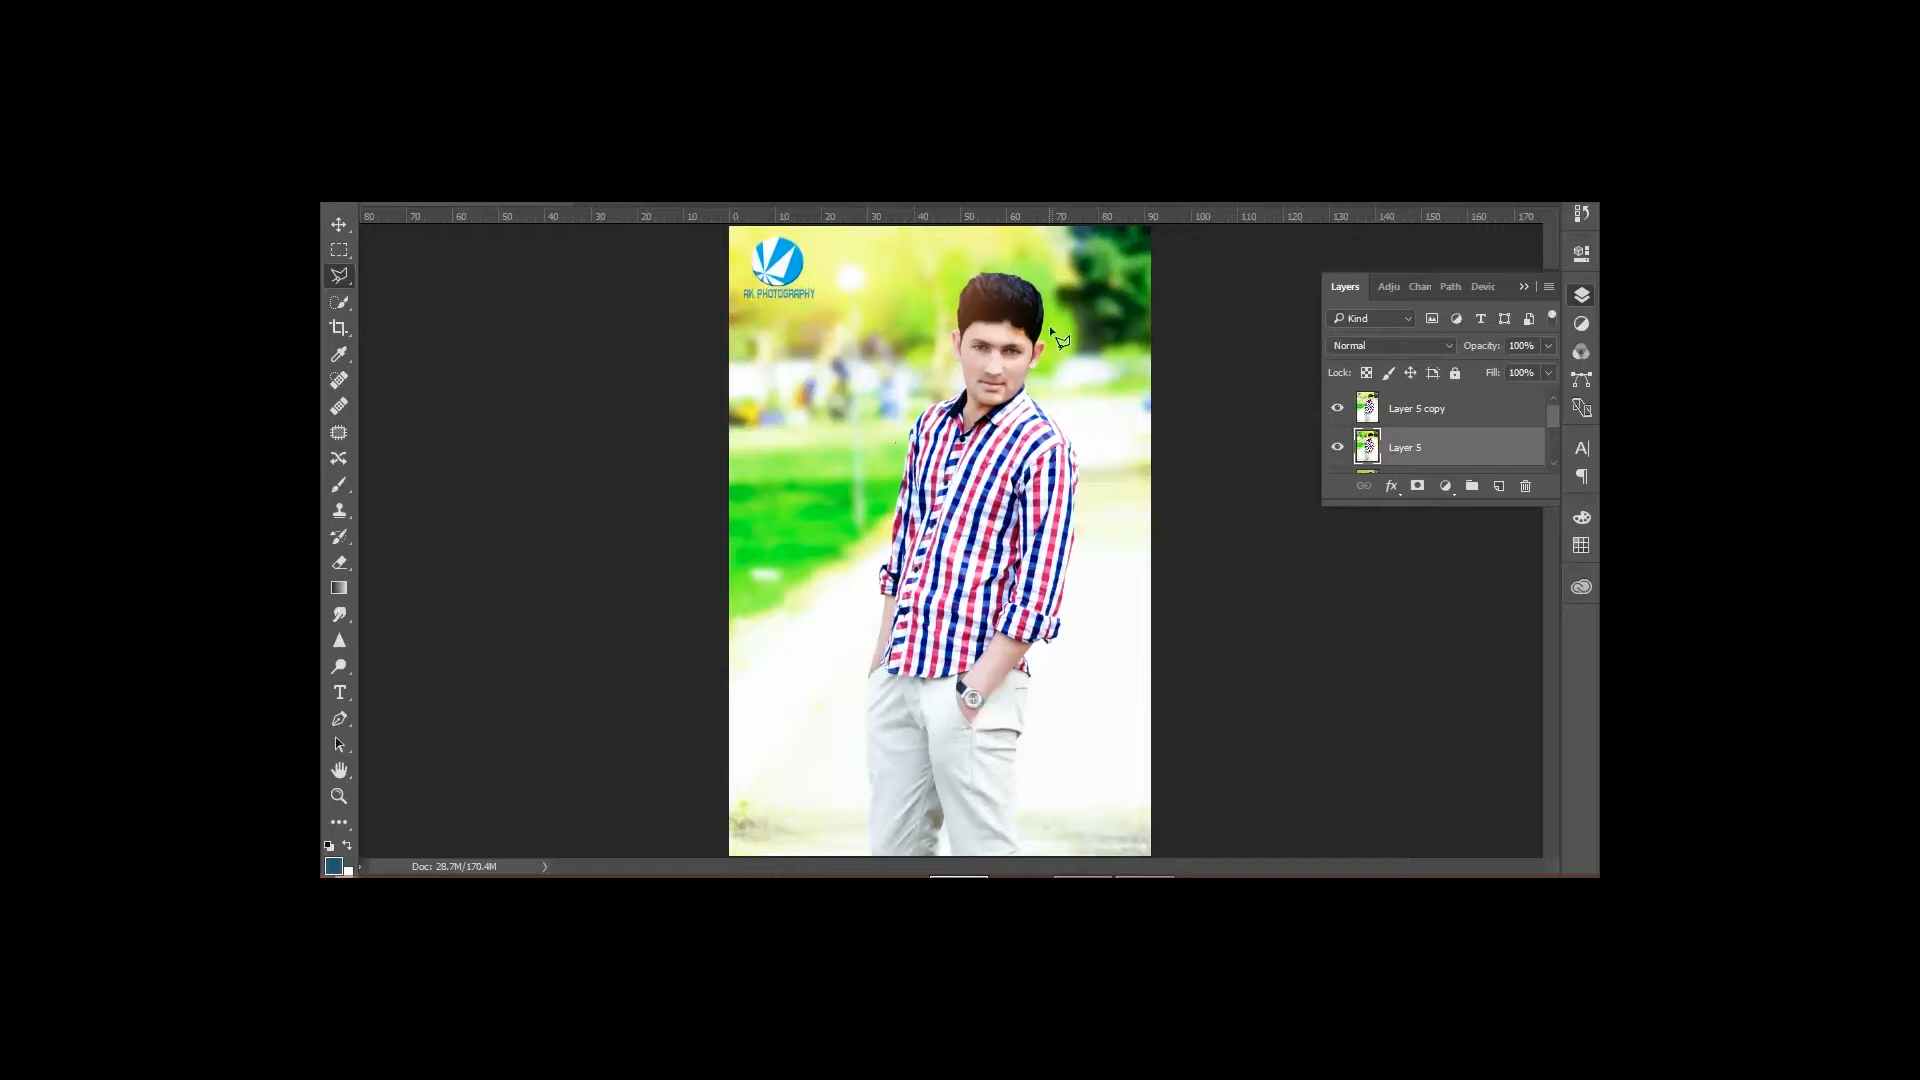 80 70 60 50 40 30 20 10 0 10 20 30 40 50 60 70 80 90 100 110 120 130 140 150 160 170
RK PHOTOGRAPHY
Layers Adju Chan Path Devic
Kind
Normal Opacity: 100%
Lock: Fill: 100%
Layer 5 copy
Layer 5
fx
Doc: 28.7M/170.4M